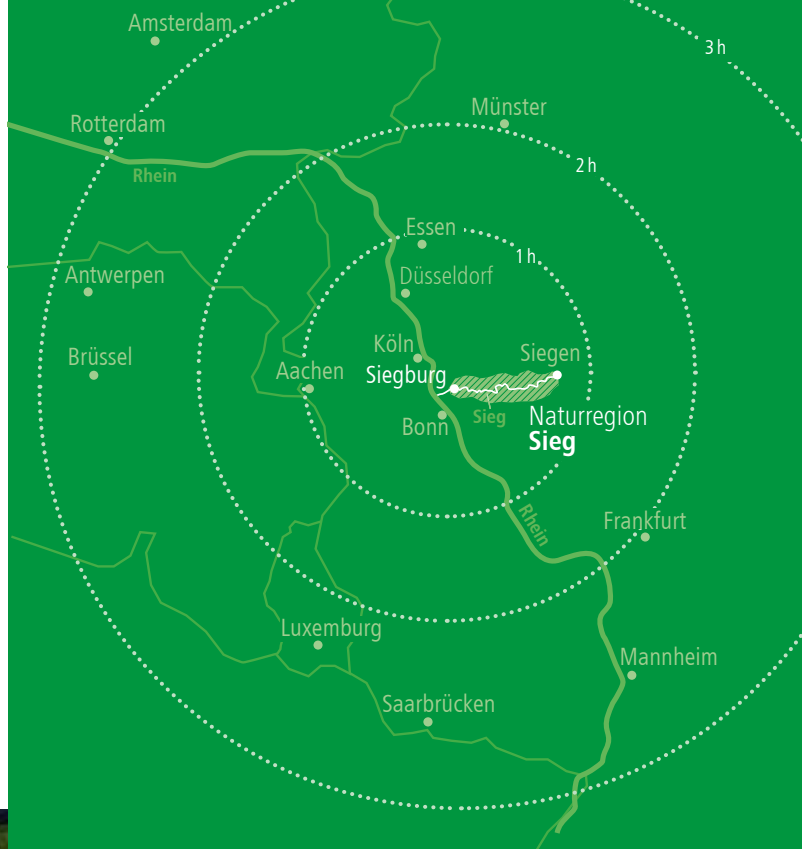 Amsterdam
3 h
Münster
Rotterdam
2 h
Rhein
Essen
1 h
Düsseldorf
Antwerpen
Köln
Siegen
Brüssel
Aachen
Siegburg
Sieg
Naturregion
Sieg
Bonn
Rhein
Frankfurt
Luxemburg
Mannheim
Saarbrücken